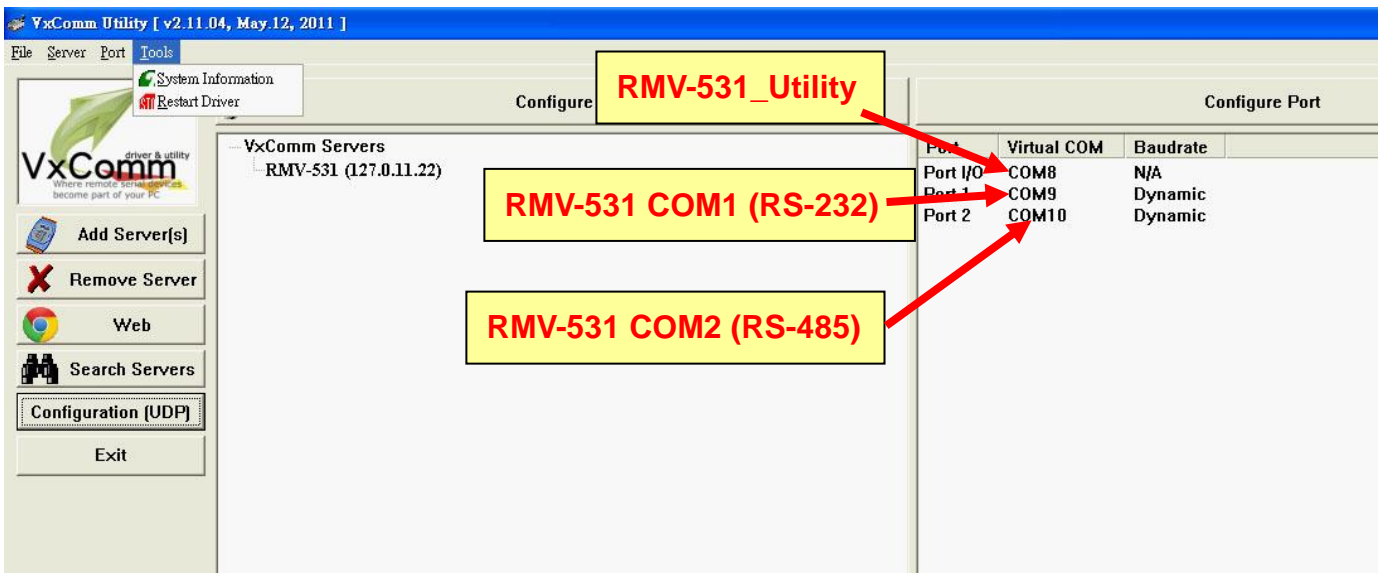 VxComm Utility [ v2.11.04, May.12, 2011 ]
File Server Port Tools
System Information
Restart Driver
VxComm
driver & utility
Where remote serial devices
become part of your PC
Add Server(s)
Remove Server
Web
Search Servers
Configuration (UDP)
Exit
Configure
VxComm Servers
RMV-531 (127.0.11.22)
RMV-531_Utility
RMV-531 COM1 (RS-232)
RMV-531 COM2 (RS-485)
Configure Port
Port Virtual COM Baudrate
Port I/O COM8 N/A
Port 1 COM9 Dynamic
Port 2 COM10 Dynamic